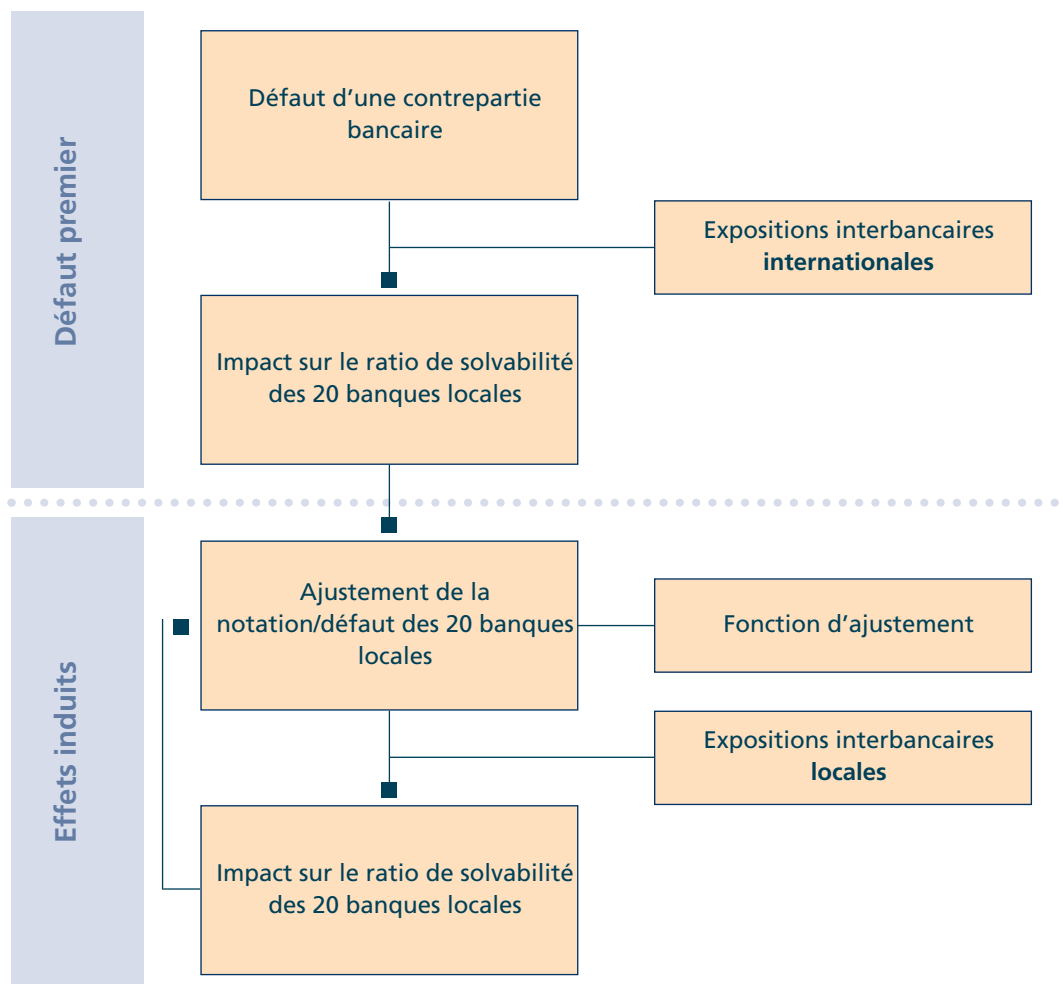 Défaut premier
Défaut d’une contrepartie
bancaire
Expositions interbancaires
internationales
Impact sur le ratio de solvabilité
des 20 banques locales
Effets induits
Ajustement de la
notation/défaut des 20 banques
locales
Fonction d’ajustement
Expositions interbancaires
locales
Impact sur le ratio de solvabilité
des 20 banques locales